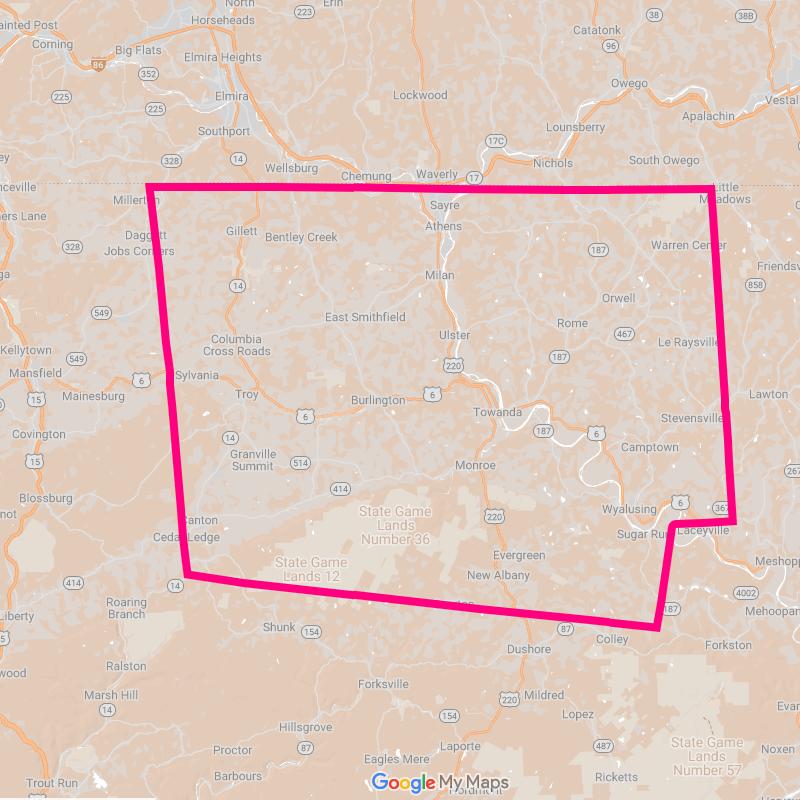 North
Erin
Horseheads
223
38
38B
ainted Post
Catatonk
Corning
Big Flats
96
Elmira Heights
86
352
Owego
225
Elmira
Lockwood
Vestal
225
Apalachin
Southport
Lounsberry
17C
328
14
Nichols
South Owego
Wellsburg
Chemung
Waverly
17
nceville
Little
Meadows
Millerton
Sayre
ners Lane
Athens
Gillett
Daggett
Jobs Corners
Bentley Creek
328
187
Warren Center
Friendsv
Milan
14
858
Orwell
549
East Smithfield
Rome
467
Ulster
Columbia
Cross Roads
Le Raysville
Kellytown
549
187
220
Mansfield
6
Sylvania
15
Mainesburg
Troy
Burlington
6
Lawton
6
Towanda
Stevensville
Covington
187
6
14
Camptown
Granville
Summit
15
514
Monroe
267
Blossburg
414
not
State Game
Lands
Number 36
220
Wyalusing
6
367
Canton
Sugar Run
Laceyville
Cedar Ledge
Evergreen
State Game
Lands 12
Meshopp
New Albany
414
14
4002
Roaring
Branch
187
Mehoopan
Liberty
Shunk
154
87
Colley
Forkston
Dushore
wood
Ralston
Forksville
Marsh Hill
220
Mildred
Evan
14
154
Lopez
Hillsgrove
State Game
Lands
Number 57
Proctor
87
Laporte
487
Noxen
Barbours
Eagles Mere
Ricketts
Trout Run
Google My Maps